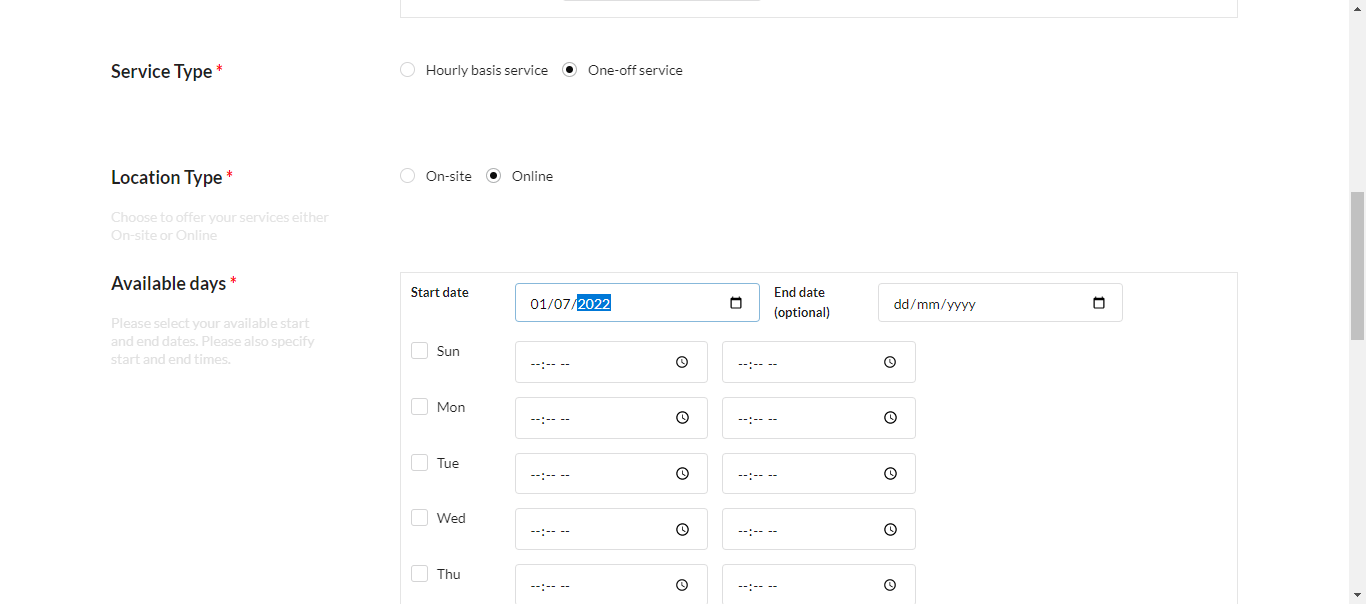 Service Type *
Hourly basis service One-off service
Location Type *
On-site Online
Choose to offer your services either
On-site or Online
Available days *
Please select your available start
and end dates. Please also specify
start and end times.
Start date 01/07/2022 End date
(optional) dd/mm/yyyy
Sun --:-- -- --:-- --
Mon --:-- -- --:-- --
Tue --:-- -- --:-- --
Wed --:-- -- --:-- --
Thu --:-- -- --:-- --